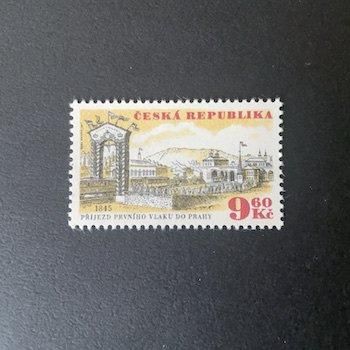 ČESKÁ REPUBLIKA
1845
PŘÍJEZD PRVNÍHO VLAKU DO PRAHY
9 60 Kč